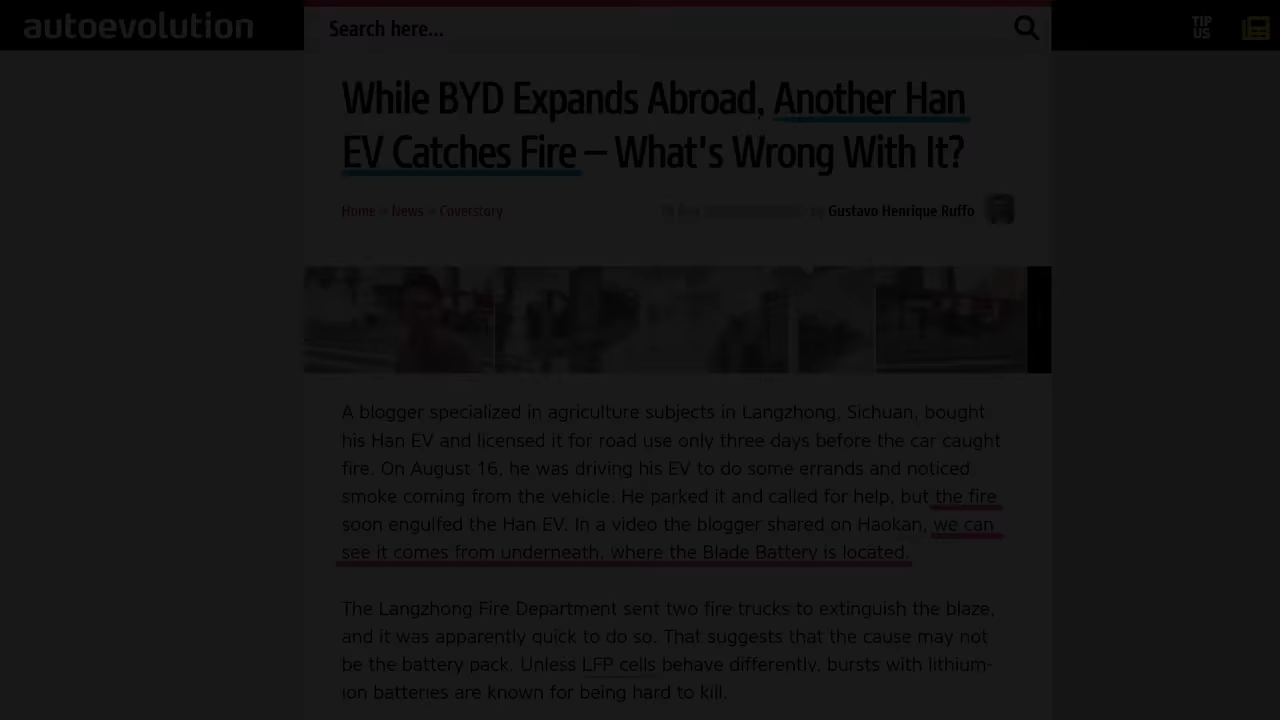 autoevolution
Search here...
TIP
US
While BYD Expands Abroad, Another Han
EV Catches Fire – What's Wrong With It?
Home > News > Coverstory
by Gustavo Henrique Ruffo
A blogger specialized in agriculture subjects in Langzhong, Sichuan, bought
his Han EV and licensed it for road use only three days before the car caught
fire. On August 16, he was driving his EV to do some errands and noticed
smoke coming from the vehicle. He parked it and called for help, but the fire
soon engulfed the Han EV. In a video the blogger shared on Haokan, we can
see it comes from underneath, where the Blade Battery is located.
The Langzhong Fire Department sent two fire trucks to extinguish the blaze,
and it was apparently quick to do so. That suggests that the cause may not
be the battery pack. Unless LFP cells behave differently, bursts with lithium-
ion batteries are known for being hard to kill.